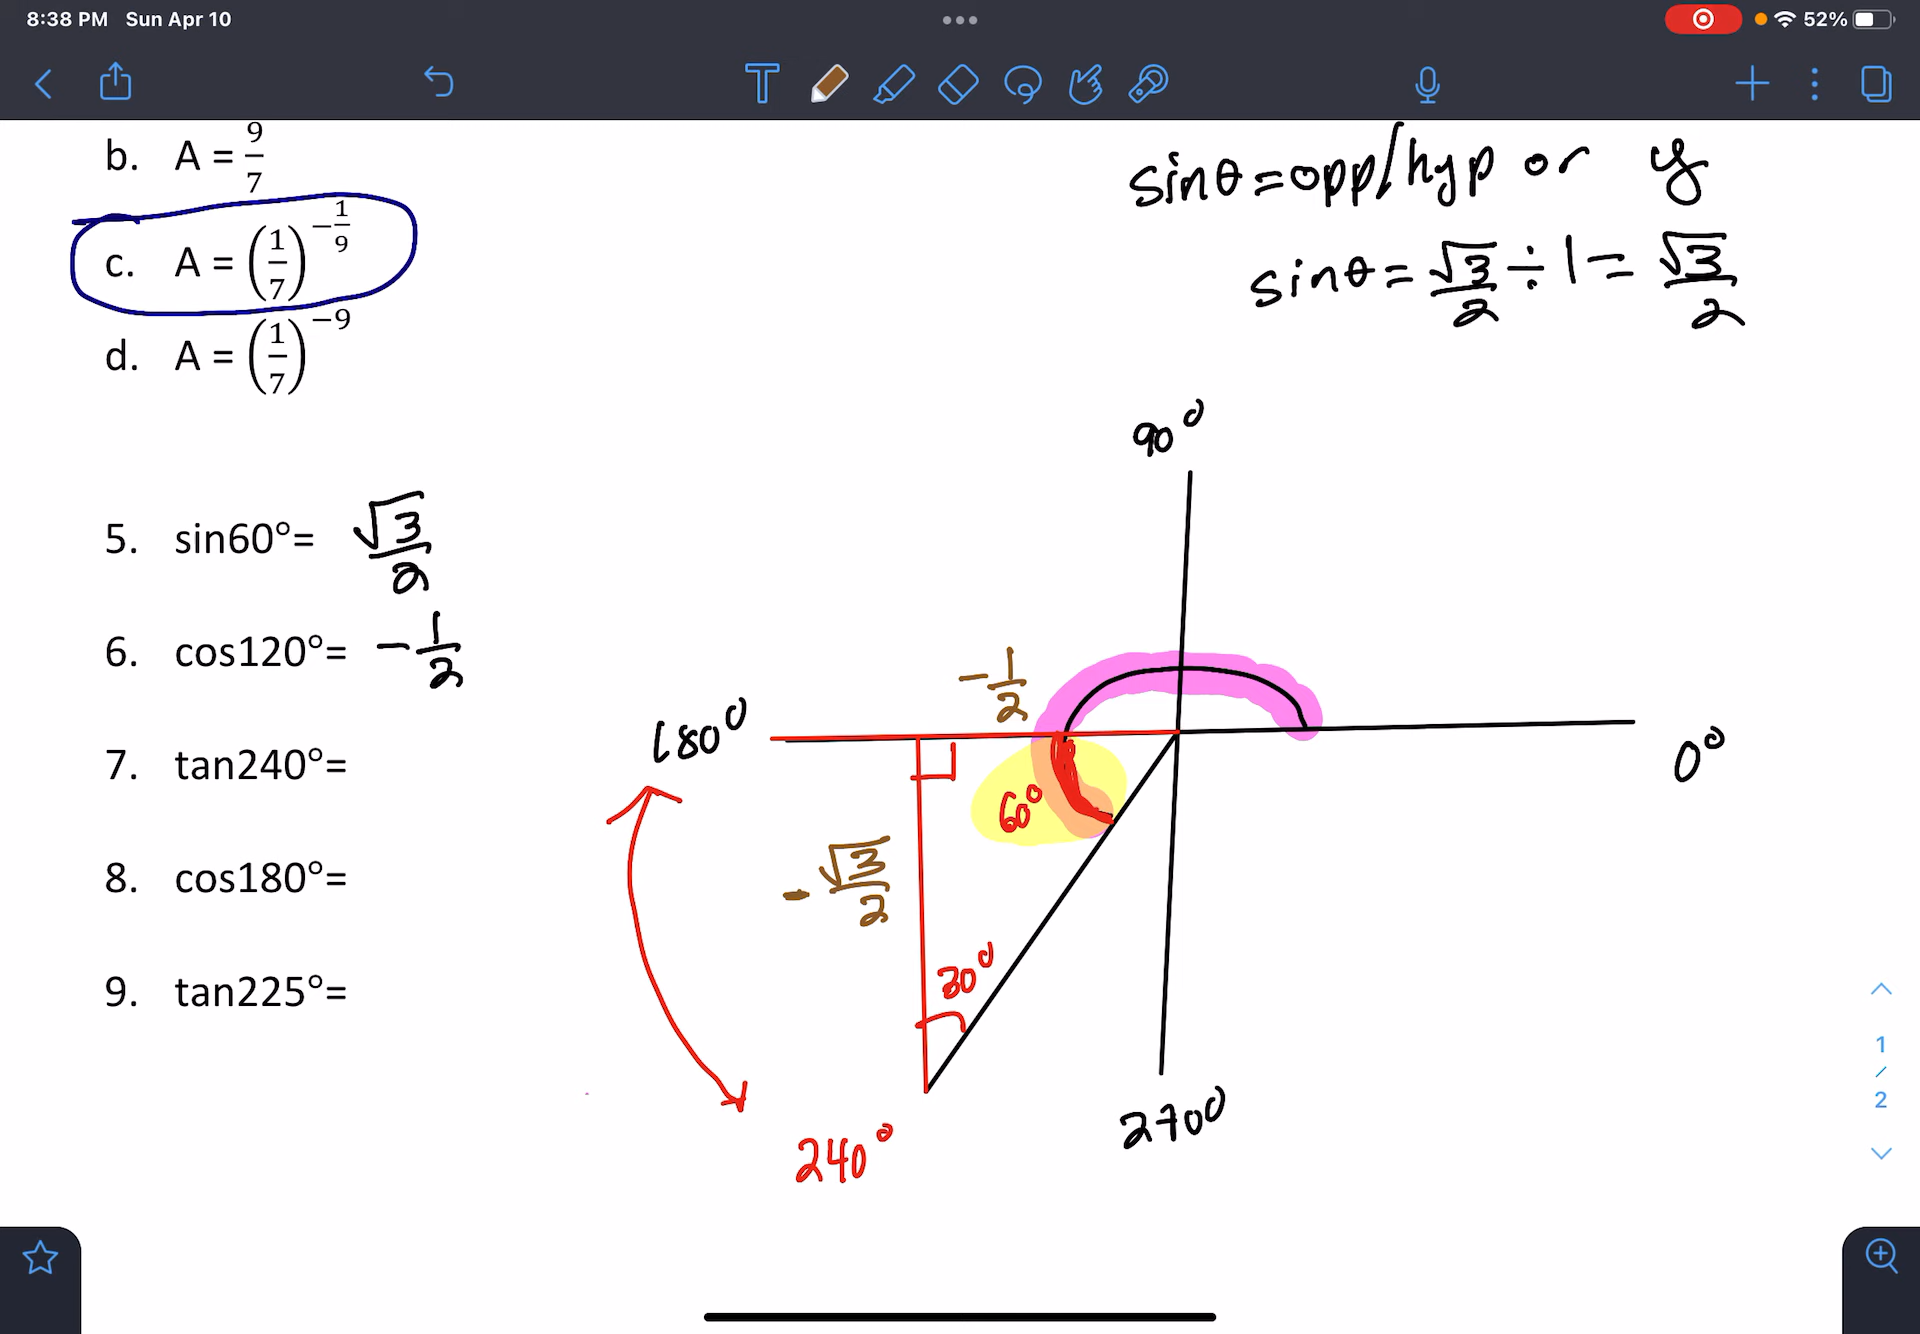 8:38 PM Sun Apr 10
52%
b. A = 9/7
sinθ=opp/hyp or y
c. A = (1/7)^(-1/9)
sinθ=√3/2÷1=√3/2
d. A = (1/7)^(-9)
90°
5. sin60°= √3/2
6. cos120°= -1/2
-1/2
180°
0°
7. tan240°=
60°
8. cos180°=
-√3/2
30°
9. tan225°=
1
/
2
270°
240°